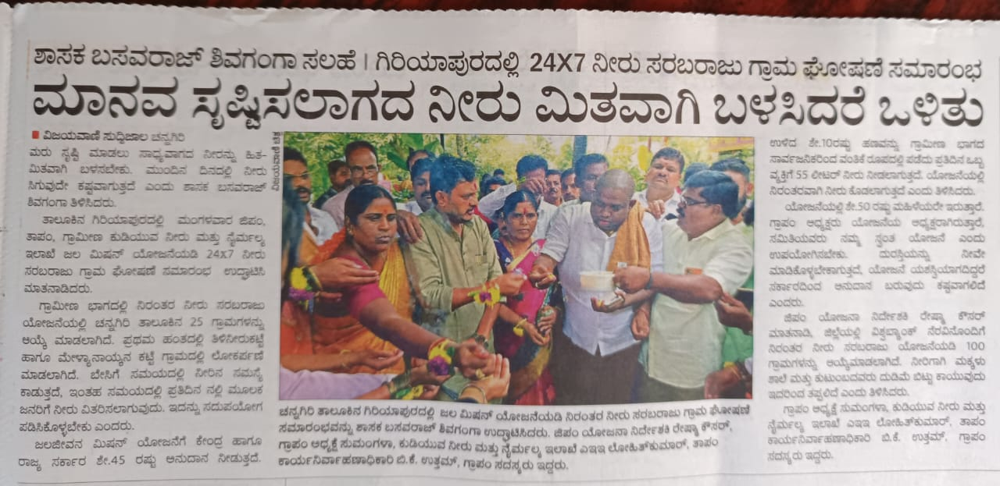 ಶಾಸಕ ಬಸವರಾಜ್ ಶಿವಗಂಗಾ ಸಲಹೆ | ಗಿರಿಯಾಪುರದಲ್ಲಿ 24X7 ನೀರು ಸರಬರಾಜು ಗ್ರಾಮ ಘೋಷಣೆ ಸಮಾರಂಭ
ಮಾನವ ಸೃಷ್ಟಿಸಲಾಗದ ನೀರು ಮಿತವಾಗಿ ಬಳಸಿದರೆ ಒಳಿತು
■ ವಿಜಯವಾಣಿ ಸುದ್ದಿಜಾಲ ಚನ್ನಗಿರಿ
ಮರು ಸೃಷ್ಟಿ ಮಾಡಲು ಸಾಧ್ಯವಾಗದ ನೀರನ್ನು ಹಿತ-
ಮಿತವಾಗಿ ಬಳಸಬೇಕು. ಮುಂದಿನ ದಿನದಲ್ಲಿ ನೀರು
ಸಿಗುವುದೇ ಕಷ್ಟವಾಗುತ್ತದೆ ಎಂದು ಶಾಸಕ ಬಸವರಾಜ್
ಶಿವಗಂಗಾ ತಿಳಿಸಿದರು.
ತಾಲೂಕಿನ ಗಿರಿಯಾಪುರದಲ್ಲಿ ಮಂಗಳವಾರ ಜಿಪಂ,
ತಾಪಂ, ಗ್ರಾಮೀಣ ಕುಡಿಯುವ ನೀರು ಮತ್ತು ನೈರ್ಮಲ್ಯ
ಇಲಾಖೆ ಜಲ ಮಿಷನ್ ಯೋಜನೆಯಡಿ 24X7 ನೀರು
ಸರಬರಾಜು ಗ್ರಾಮ ಘೋಷಣೆ ಸಮಾರಂಭ ಉದ್ಘಾಟಿಸಿ
ಮಾತನಾಡಿದರು.
ಗ್ರಾಮೀಣ ಭಾಗದಲ್ಲಿ ನಿರಂತರ ನೀರು ಸರಬರಾಜು
ಯೋಜನೆಯಲ್ಲಿ ಚನ್ನಗಿರಿ ತಾಲೂಕಿನ 25 ಗ್ರಾಮಗಳನ್ನು
ಆಯ್ಕೆ ಮಾಡಲಾಗಿದೆ. ಪ್ರಥಮ ಹಂತದಲ್ಲಿ ತಿಳಿನೀರುಕಟ್ಟೆ
ಹಾಗೂ ಮೇಳ್ಯಾನಾಯ್ಕನ ಕಟ್ಟೆ ಗ್ರಾಮದಲ್ಲಿ ಲೋಕಾರ್ಪಣೆ
ಮಾಡಲಾಗಿದೆ. ಬೇಸಿಗೆ ಸಮಯದಲ್ಲಿ ನೀರಿನ ಸಮಸ್ಯೆ
ಕಾಡುತ್ತದೆ, ಇಂತಹ ಸಮಯದಲ್ಲಿ ಪ್ರತಿದಿನ ನಲ್ಲಿ ಮೂಲಕ
ಜನರಿಗೆ ನೀರು ವಿತರಿಸಲಾಗುವುದು. ಇದನ್ನು ಸದುಪಯೋಗ
ಪಡಿಸಿಕೊಳ್ಳಬೇಕು ಎಂದರು.
ಜಲಜೀವನ ಮಿಷನ್ ಯೋಜನೆಗೆ ಕೇಂದ್ರ ಹಾಗೂ
ರಾಜ್ಯ ಸರ್ಕಾರ ಶೇ.45 ರಷ್ಟು ಅನುದಾನ ನೀಡುತ್ತದೆ.
ವಿಜಯವಾಣಿ ಚಿತ್ರ
ಚನ್ನಗಿರಿ ತಾಲೂಕಿನ ಗಿರಿಯಾಪುರದಲ್ಲಿ ಜಲ ಮಿಷನ್ ಯೋಜನೆಯಡಿ ನಿರಂತರ ನೀರು ಸರಬರಾಜು ಗ್ರಾಮ ಘೋಷಣೆ
ಸಮಾರಂಭವನ್ನು ಶಾಸಕ ಬಸವರಾಜ್ ಶಿವಗಂಗಾ ಉದ್ಘಾಟಿಸಿದರು. ಜಿಪಂ ಯೋಜನಾ ನಿರ್ದೇಶಕಿ ರೇಷ್ಮಾ ಕೌಸರ್,
ಗ್ರಾಪಂ ಅಧ್ಯಕ್ಷೆ ಸುಮಂಗಳಾ, ಕುಡಿಯುವ ನೀರು ಮತ್ತು ನೈರ್ಮಲ್ಯ ಇಲಾಖೆ ಎಇಇ ಲೋಹಿತ್‌ಕುಮಾರ್, ತಾಪಂ
ಕಾರ್ಯನಿರ್ವಾಹಣಾಧಿಕಾರಿ ಬಿ.ಕೆ. ಉತ್ತಮ್, ಗ್ರಾಪಂ ಸದಸ್ಯರು ಇದ್ದರು.
ಉಳಿದ ಶೇ.10ರಷ್ಟು ಹಣವನ್ನು ಗ್ರಾಮೀಣ ಭಾಗದ
ಸಾರ್ವಜನಿಕರಿಂದ ವಂತಿಕೆ ರೂಪದಲ್ಲಿ ಪಡೆದು ಪ್ರತಿದಿನ ಒಬ್ಬ
ವ್ಯಕ್ತಿಗೆ 55 ಲೀಟರ್ ನೀರು ನೀಡಲಾಗುತ್ತದೆ. ಯೋಜನೆಯಲ್ಲಿ
ನಿರಂತರವಾಗಿ ನೀರು ಕೊಡಲಾಗುತ್ತದೆ ಎಂದು ತಿಳಿಸಿದರು.
ಯೋಜನೆಯಲ್ಲಿ ಶೇ.50 ರಷ್ಟು ಮಹಿಳೆಯರೇ ಇರುತ್ತಾರೆ.
ಗ್ರಾಪಂ ಅಧ್ಯಕ್ಷರು ಯೋಜನೆಯ ಅಧ್ಯಕ್ಷರಾಗಿರುತ್ತಾರೆ,
ಸಮಿತಿಯವರು ನಮ್ಮ ಸ್ವಂತ ಯೋಜನೆ ಎಂದು
ಉಪಯೋಗಿಸಬೇಕು. ದುರಸ್ತಿಯನ್ನು ನೀವೇ
ಮಾಡಿಕೊಳ್ಳಬೇಕಾಗುತ್ತದೆ, ಯೋಜನೆ ಯಶಸ್ವಿಯಾಗದಿದ್ದರೆ
ಸರ್ಕಾರದಿಂದ ಅನುದಾನ ಬರುವುದು ಕಷ್ಟವಾಗಲಿದೆ
ಎಂದರು.
ಜಿಪಂ ಯೋಜನಾ ನಿರ್ದೇಶಕಿ ರೇಷ್ಮಾ ಕೌಸರ್
ಮಾತನಾಡಿ, ಜಿಲ್ಲೆಯಲ್ಲಿ ವಿಶ್ವಬ್ಯಾಂಕ್ ನೆರವಿನೊಂದಿಗೆ
ನಿರಂತರ ನೀರು ಸರಬರಾಜು ಯೋಜನೆಯಡಿ 100
ಗ್ರಾಮಗಳನ್ನು ಆಯ್ಕೆಮಾಡಲಾಗಿದೆ. ನೀರಿಗಾಗಿ ಮಕ್ಕಳು
ಶಾಲೆ ಮತ್ತು ಕುಟುಂಬದವರು ದುಡಿಮೆ ಬಿಟ್ಟು ಕಾಯುವುದು
ಇದರಿಂದ ತಪ್ಪಲಿದೆ ಎಂದು ತಿಳಿಸಿದರು.
ಗ್ರಾಪಂ ಅಧ್ಯಕ್ಷೆ ಸುಮಂಗಳಾ, ಕುಡಿಯುವ ನೀರು ಮತ್ತು
ನೈರ್ಮಲ್ಯ ಇಲಾಖೆ ಎಇಇ ಲೋಹಿತ್‌ಕುಮಾರ್, ತಾಪಂ
ಕಾರ್ಯನಿರ್ವಾಹಣಾಧಿಕಾರಿ ಬಿ.ಕೆ. ಉತ್ತಮ್, ಗ್ರಾಪಂ
ಸದಸ್ಯರು ಇದ್ದರು.